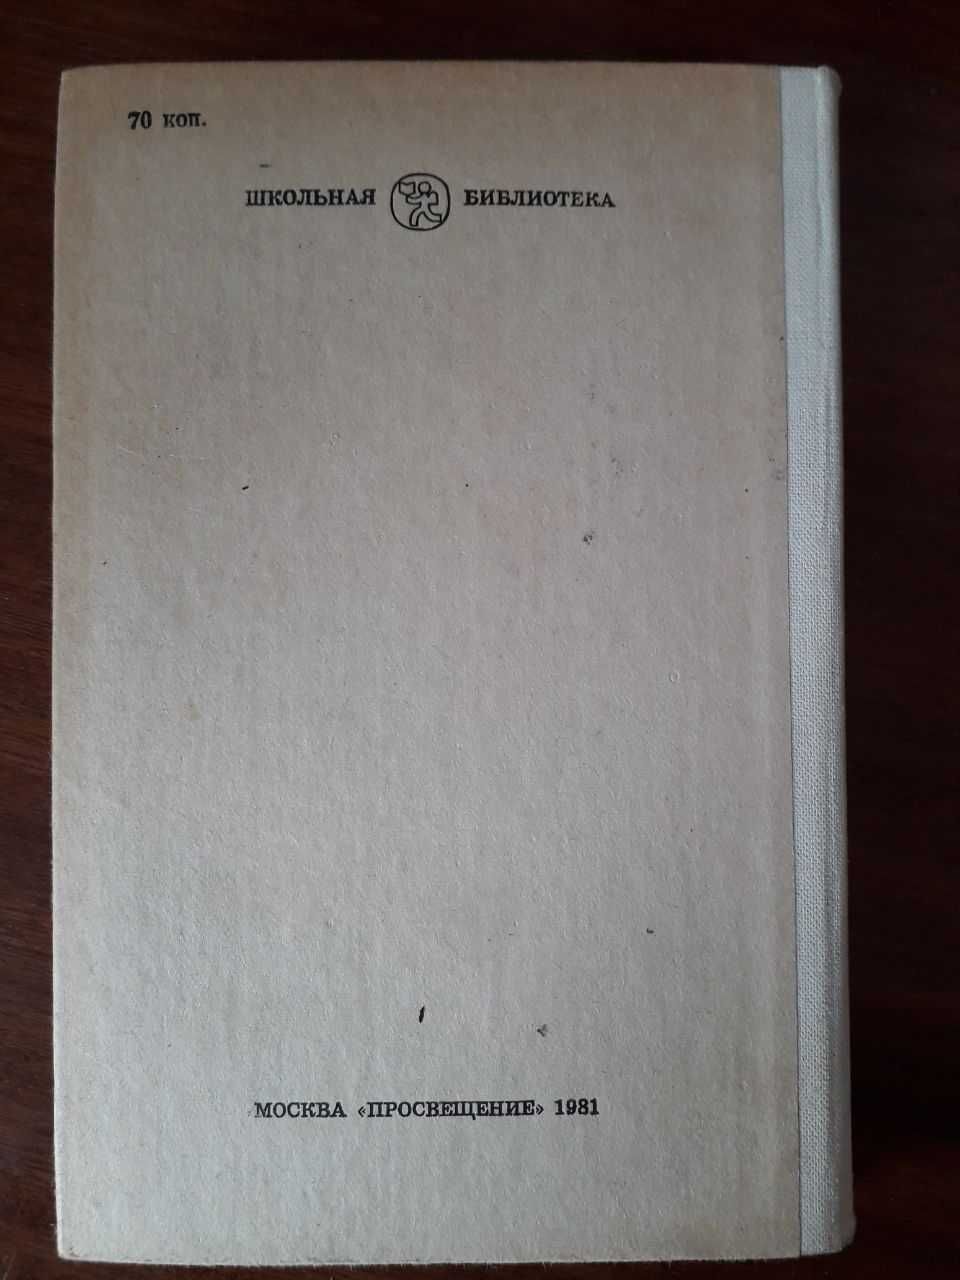 70 коп.
ШКОЛЬНАЯ БИБЛИОТЕКА
МОСКВА «ПРОСВЕЩЕНИЕ» 1981